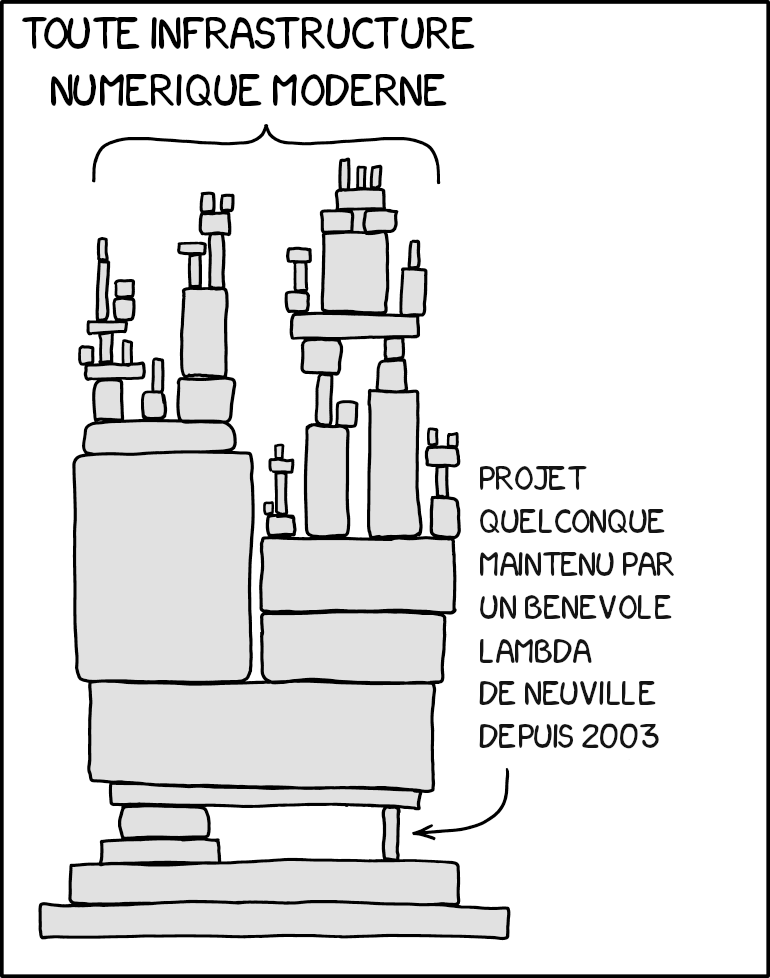 TOUTE INFRASTRUCTURE
NUMERIQUE MODERNE
PROJET
QUELCONQUE
MAINTENU PAR
UN BENEVOLE
LAMBDA
DE NEUVILLE
DEPUIS 2003